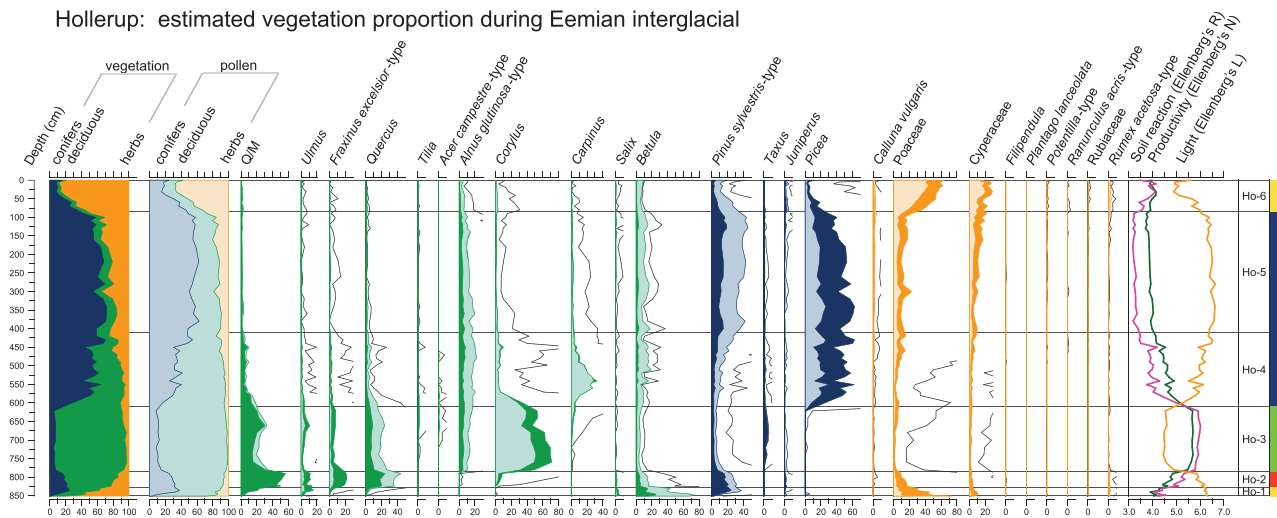 Hollerup: estimated vegetation proportion during Eemian interglacial
vegetation
pollen
Depth (cm)
conifers
deciduous
herbs
conifers
deciduous
herbs
Q/M
Ulmus
Fraxinus excelsior-type
Quercus
Tilia
Acer campestre-type
Alnus glutinosa-type
Corylus
Carpinus
Salix
Betula
Pinus sylvestris-type
Taxus
Juniperus
Picea
Calluna vulgaris
Poaceae
Cyperaceae
Filipendula
Plantago lanceolata
Potentilla-type
Ranunculus acris-type
Rubiaceae
Rumex acetosa-type
Soil reaction (Ellenberg's R)
Productivity (Ellenberg's N)
Light (Ellenberg's L)
0
50
100
150
200
250
300
350
400
450
500
550
600
650
700
750
800
850
Ho-6
Ho-5
Ho-4
Ho-3
Ho-2
Ho-1
0 20 40 60 80 100
0 20 40 60 80 100
0 20 40 60
0 20
0 20
0 20 40
0
0
0 20
0 20 40 60 80
0 20 40
0
0 20 40 60 80
0 20 40
0
0
0 20 40 60
0
0 20 40 60 80
0 20 40
0
0
0
0
0
0
3.0 4.0 5.0 6.0 7.0